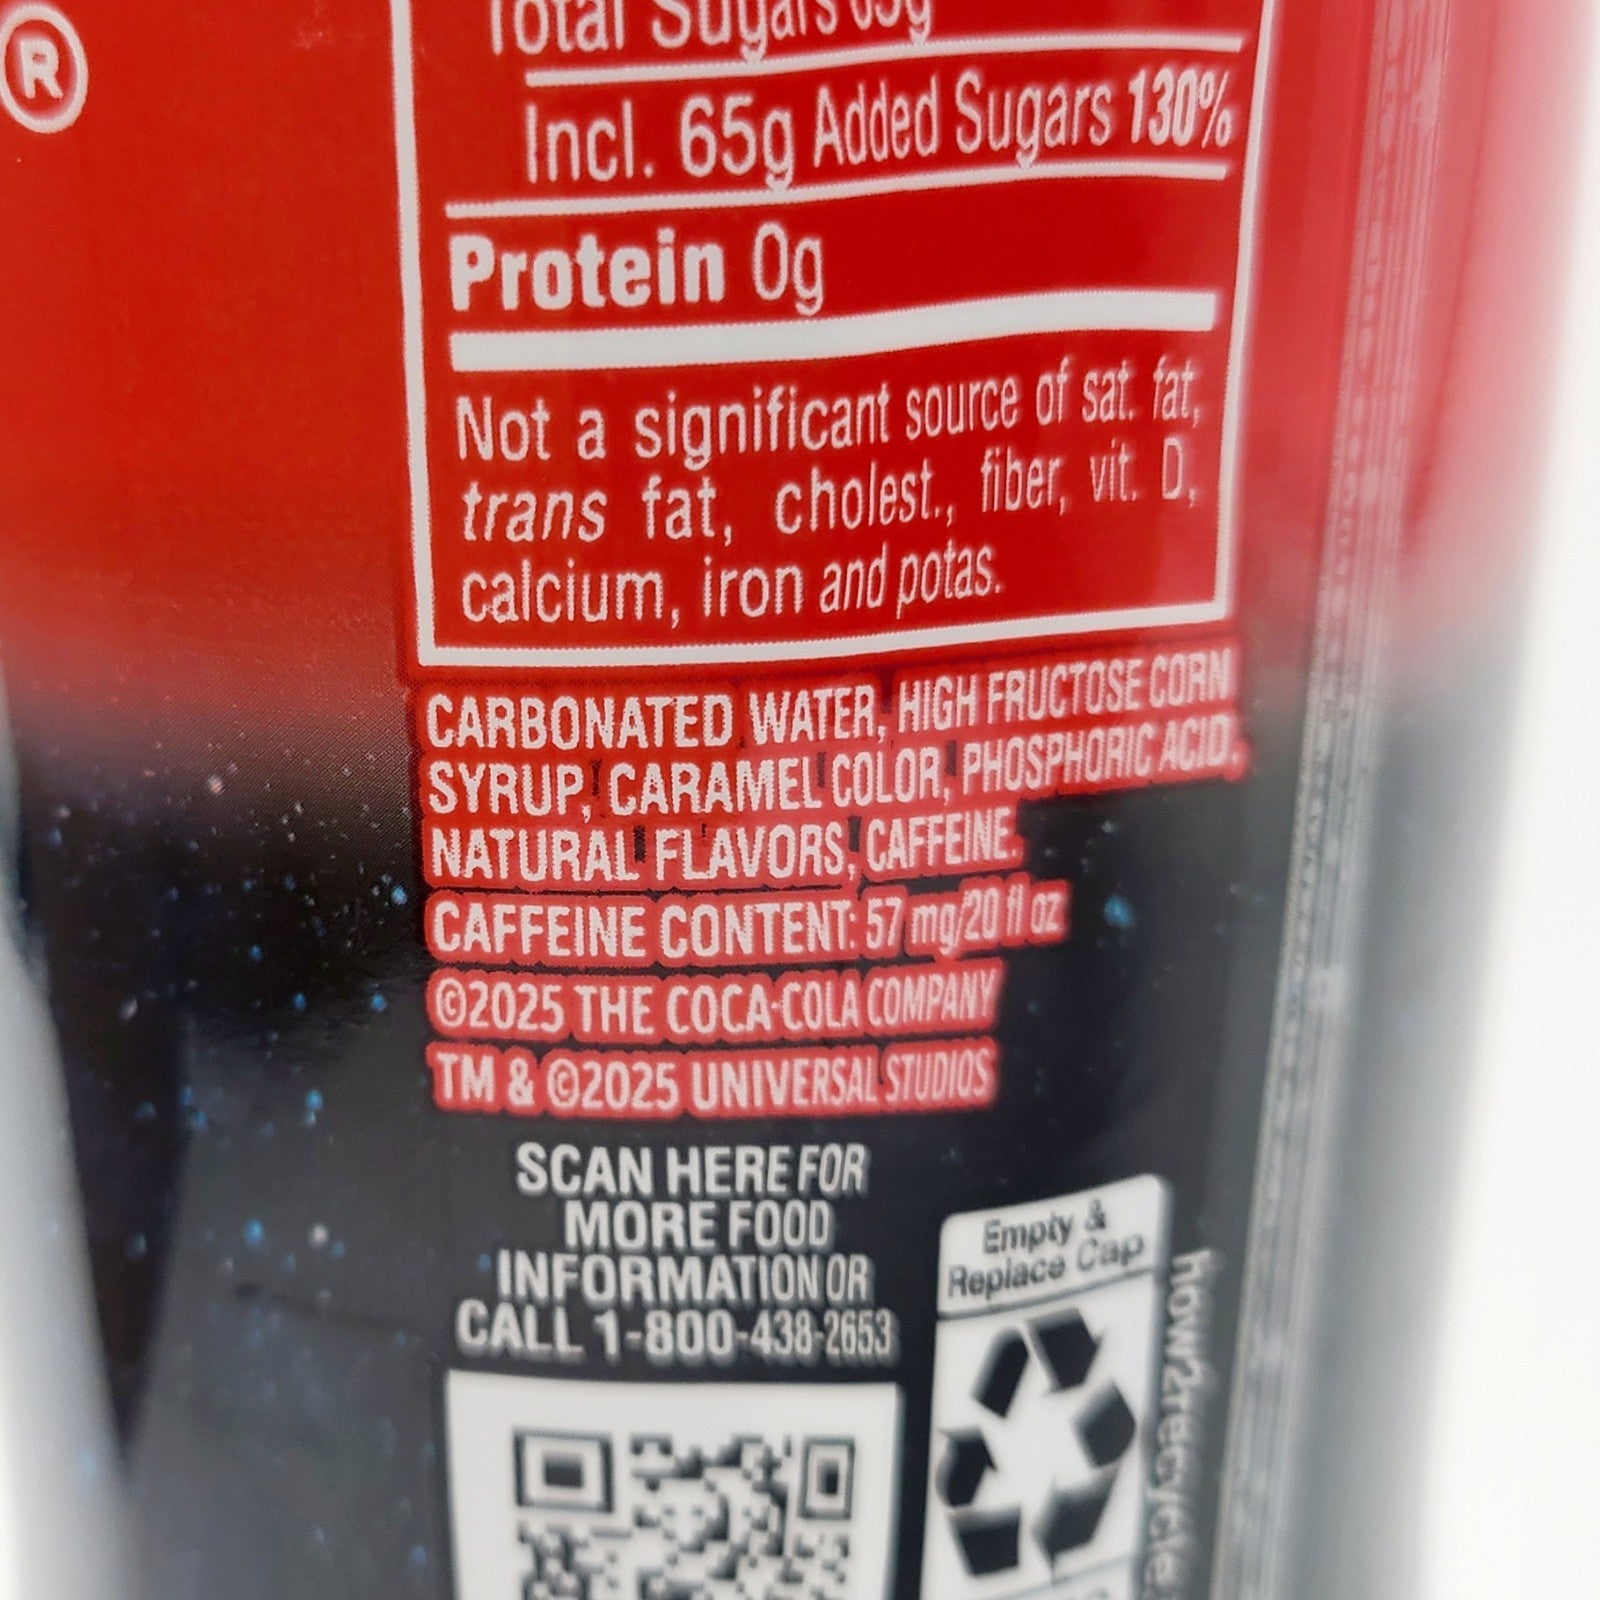 ®
Total Sugars 65g
Incl. 65g Added Sugars 130%
Protein 0g
Not a significant source of sat. fat,
trans fat, cholest., fiber, vit. D,
calcium, iron and potas.
CARBONATED WATER, HIGH FRUCTOSE CORN
SYRUP, CARAMEL COLOR, PHOSPHORIC ACID,
NATURAL FLAVORS, CAFFEINE.
CAFFEINE CONTENT: 57 mg/20 fl oz
©2025 THE COCA-COLA COMPANY
TM & ©2025 UNIVERSAL STUDIOS
SCAN HERE FOR
MORE FOOD
INFORMATION OR
CALL 1-800-438-2653
Empty &
Replace Cap
how2recycle.